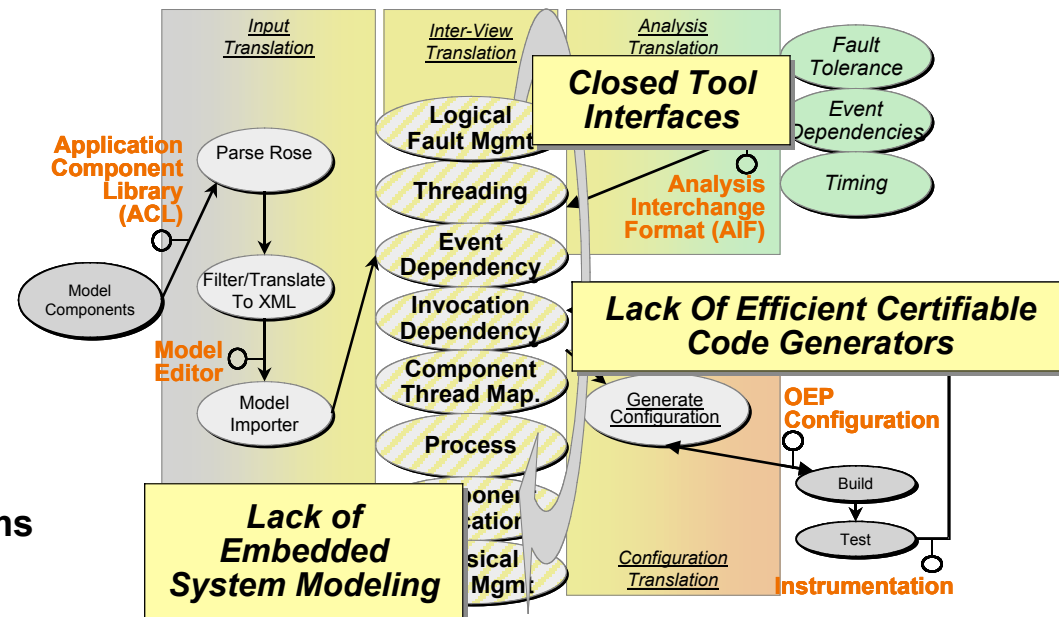 Input
Translation
Inter-View
Translation
Analysis
Translation
Fault
Tolerance
Event
Dependencies
Timing
Closed Tool
Interfaces
Application
Component
Library
(ACL)
Parse Rose
Logical
Fault Mgmt
Threading
Analysis
Interchange
Format (AIF)
Event
Dependency
Model
Components
Filter/Translate
To XML
Invocation
Dependency
Lack Of Efficient Certifiable
Code Generators
Model
Editor
Model
Importer
Component
Thread Map.
Generate
Configuration
OEP
Configuration
Process
Build
Test
Lack of
Embedded
System Modeling
Mgmt
Configuration
Translation
Instrumentation